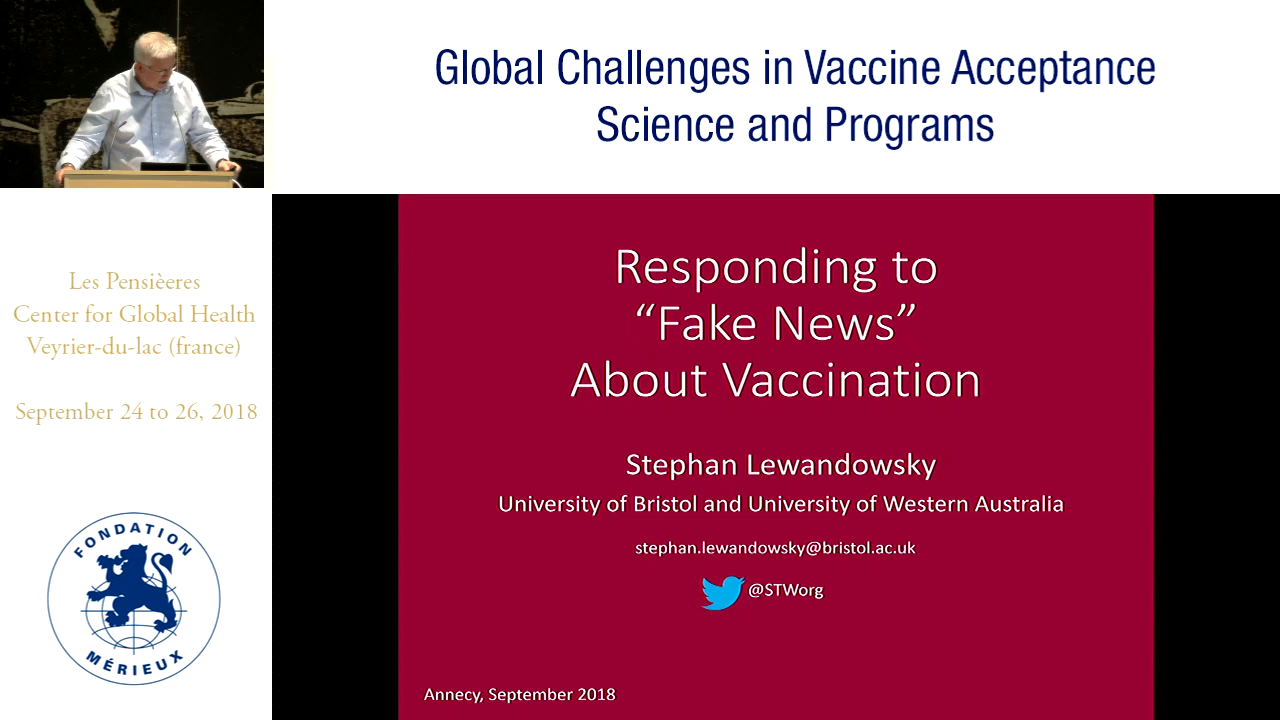 Global Challenges in Vaccine Acceptance
Science and Programs
Les Pensièeres
Center for Global Health
Veyrier-du-lac (france)
September 24 to 26, 2018
FONDATION
MÉRIEUX
Responding to
“Fake News”
About Vaccination
Stephan Lewandowsky
University of Bristol and University of Western Australia
stephan.lewandowsky@bristol.ac.uk
@STWorg
Annecy, September 2018